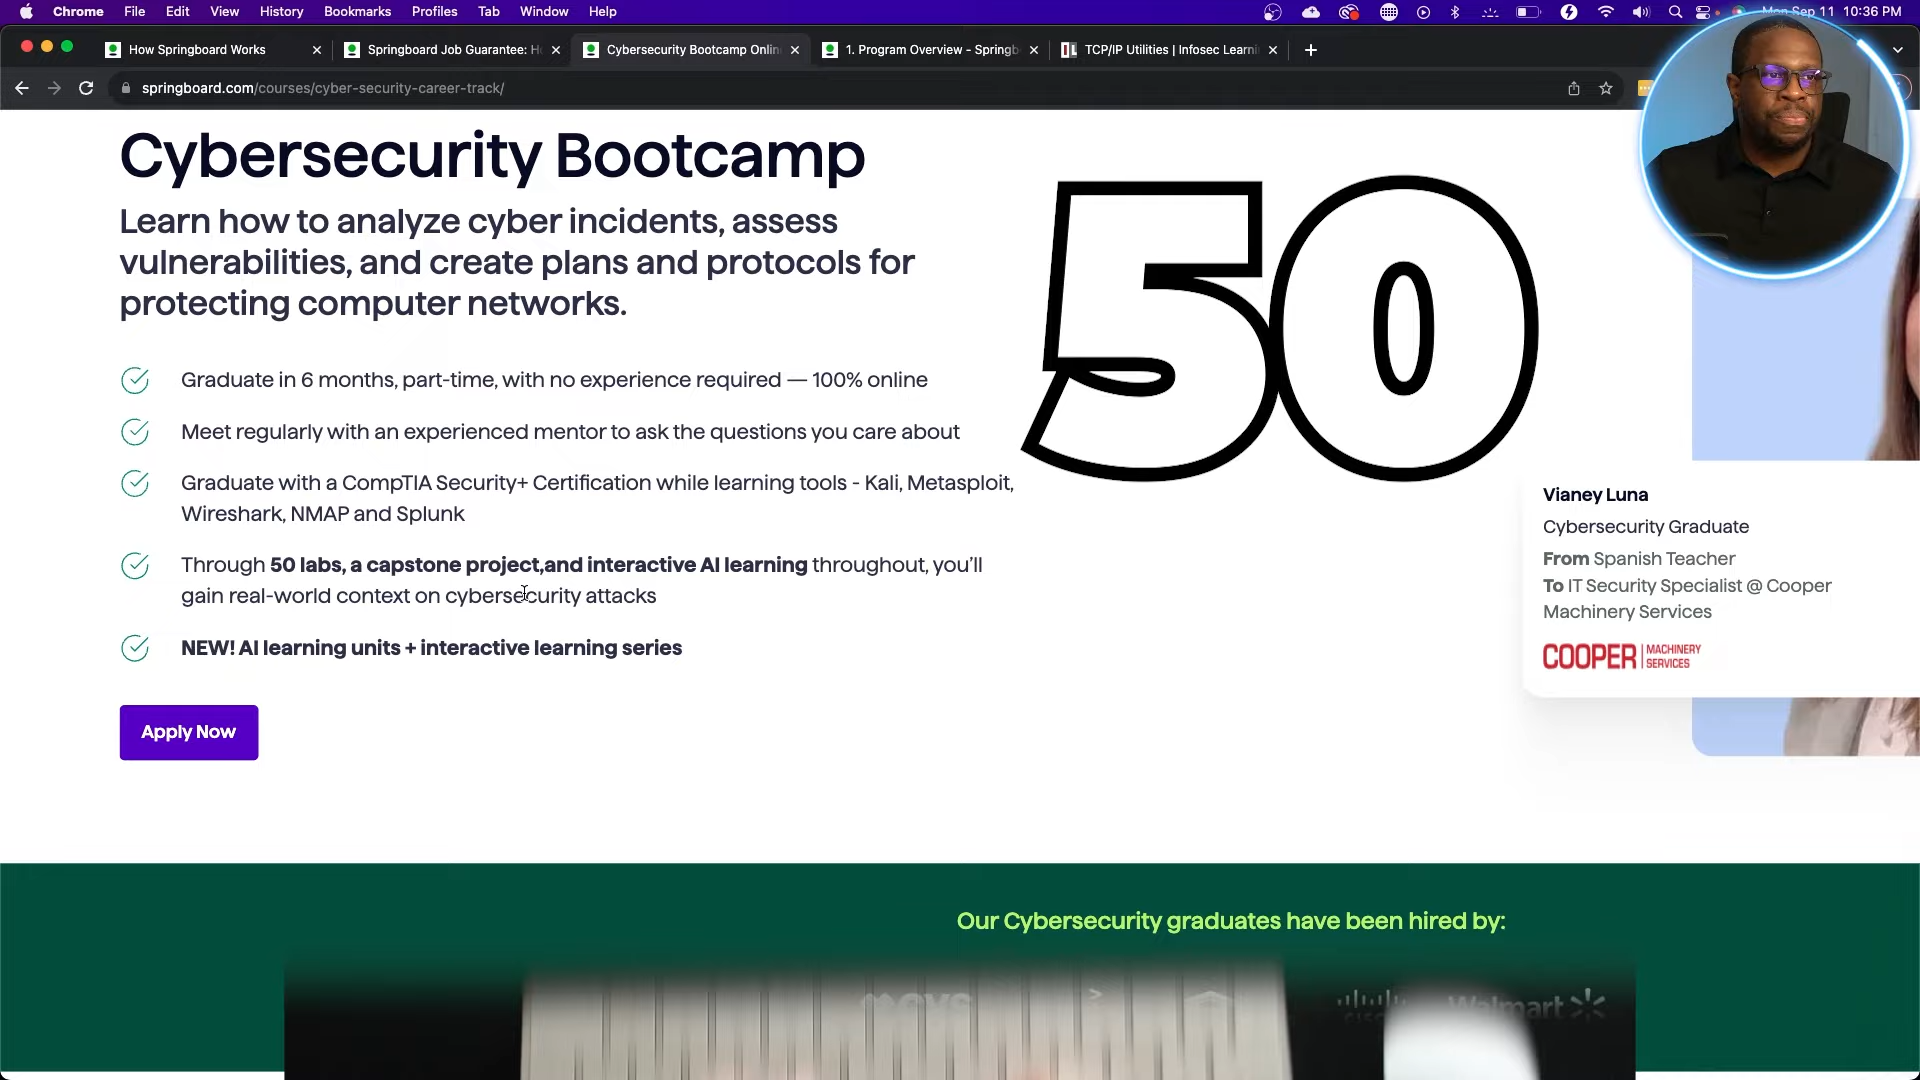 Chrome File Edit View History Bookmarks Profiles Tab Window Help
Mon Sep 11 10:36 PM
How Springboard Works
Springboard Job Guarantee: H
Cybersecurity Bootcamp Onlin
1. Program Overview - Springb
TCP/IP Utilities | Infosec Learni
springboard.com/courses/cyber-security-career-track/
Cybersecurity Bootcamp
Learn how to analyze cyber incidents, assess
vulnerabilities, and create plans and protocols for
protecting computer networks.
Graduate in 6 months, part-time, with no experience required — 100% online
Meet regularly with an experienced mentor to ask the questions you care about
Graduate with a CompTIA Security+ Certification while learning tools - Kali, Metasploit,
Wireshark, NMAP and Splunk
Through 50 labs, a capstone project,and interactive AI learning throughout, you'll
gain real-world context on cybersecurity attacks
NEW! AI learning units + interactive learning series
Apply Now
50
Vianey Luna
Cybersecurity Graduate
From Spanish Teacher
To IT Security Specialist @ Cooper
Machinery Services
COOPER MACHINERY
SERVICES
Our Cybersecurity graduates have been hired by:
Walmart